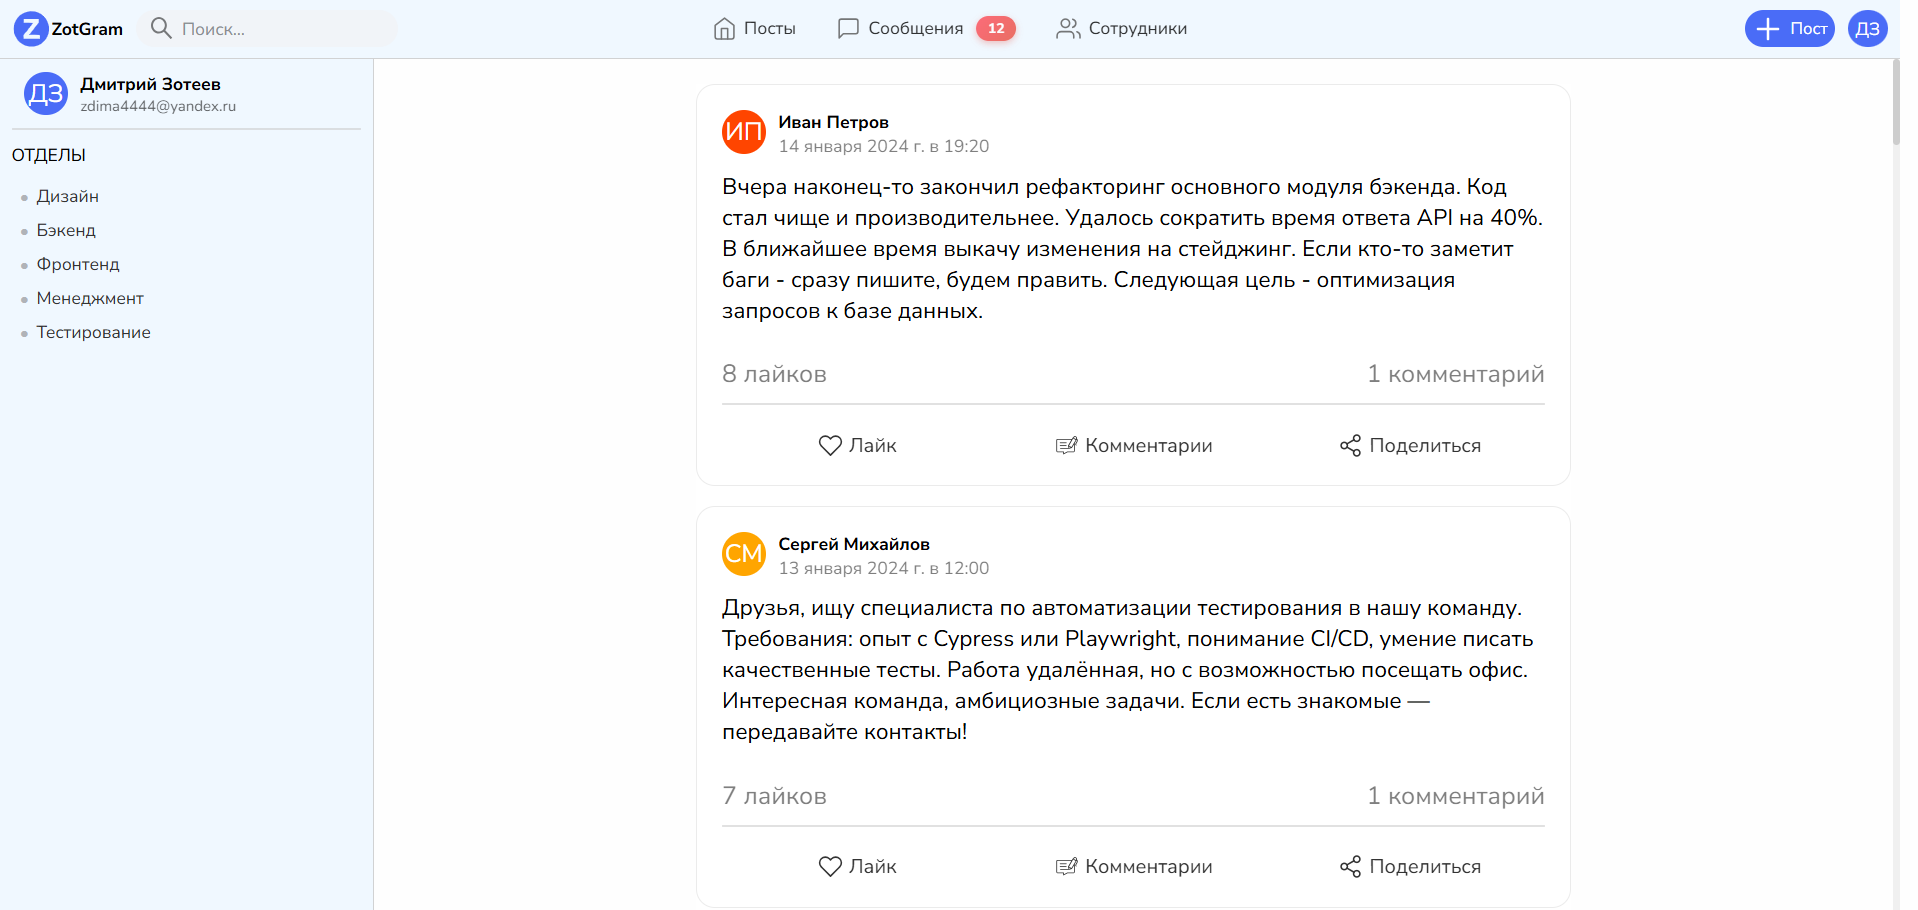 Z ZotGram
Поиск...
Посты
Сообщения 12
Сотрудники
Пост
ДЗ
ДЗ
Дмитрий Зотеев
zdima4444@yandex.ru
ОТДЕЛЫ
Дизайн
Бэкенд
Фронтенд
Менеджмент
Тестирование
ИП
Иван Петров
14 января 2024 г. в 19:20
Вчера наконец-то закончил рефакторинг основного модуля бэкенда. Код
стал чище и производительнее. Удалось сократить время ответа API на 40%.
В ближайшее время выкачу изменения на стейджинг. Если кто-то заметит
баги - сразу пишите, будем править. Следующая цель - оптимизация
запросов к базе данных.
8 лайков
1 комментарий
Лайк
Комментарии
Поделиться
СМ
Сергей Михайлов
13 января 2024 г. в 12:00
Друзья, ищу специалиста по автоматизации тестирования в нашу команду.
Требования: опыт с Cypress или Playwright, понимание CI/CD, умение писать
качественные тесты. Работа удалённая, но с возможностью посещать офис.
Интересная команда, амбициозные задачи. Если есть знакомые —
передавайте контакты!
7 лайков
1 комментарий
Лайк
Комментарии
Поделиться